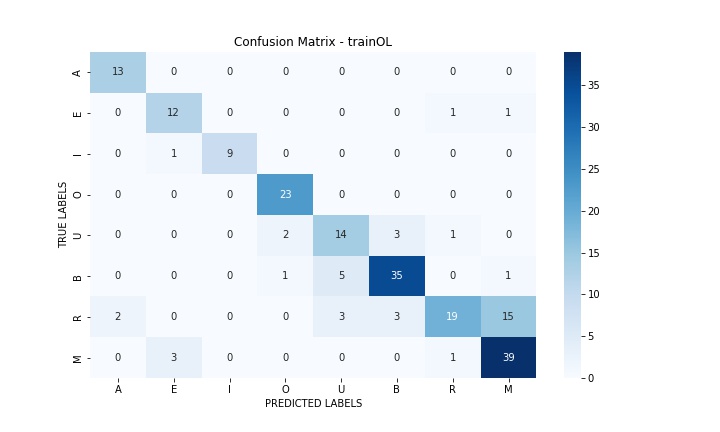 Confusion Matrix - trainOL
A 13 0 0 0 0 0 0 0
E 0 12 0 0 0 0 1 1
I 0 1 9 0 0 0 0 0
O 0 0 0 23 0 0 0 0
U 0 0 0 2 14 3 1 0
B 0 0 0 1 5 35 0 1
R 2 0 0 0 3 3 19 15
M 0 3 0 0 0 0 1 39
A E I O U B R M
TRUE LABELS
PREDICTED LABELS
35
30
25
20
15
10
5
0